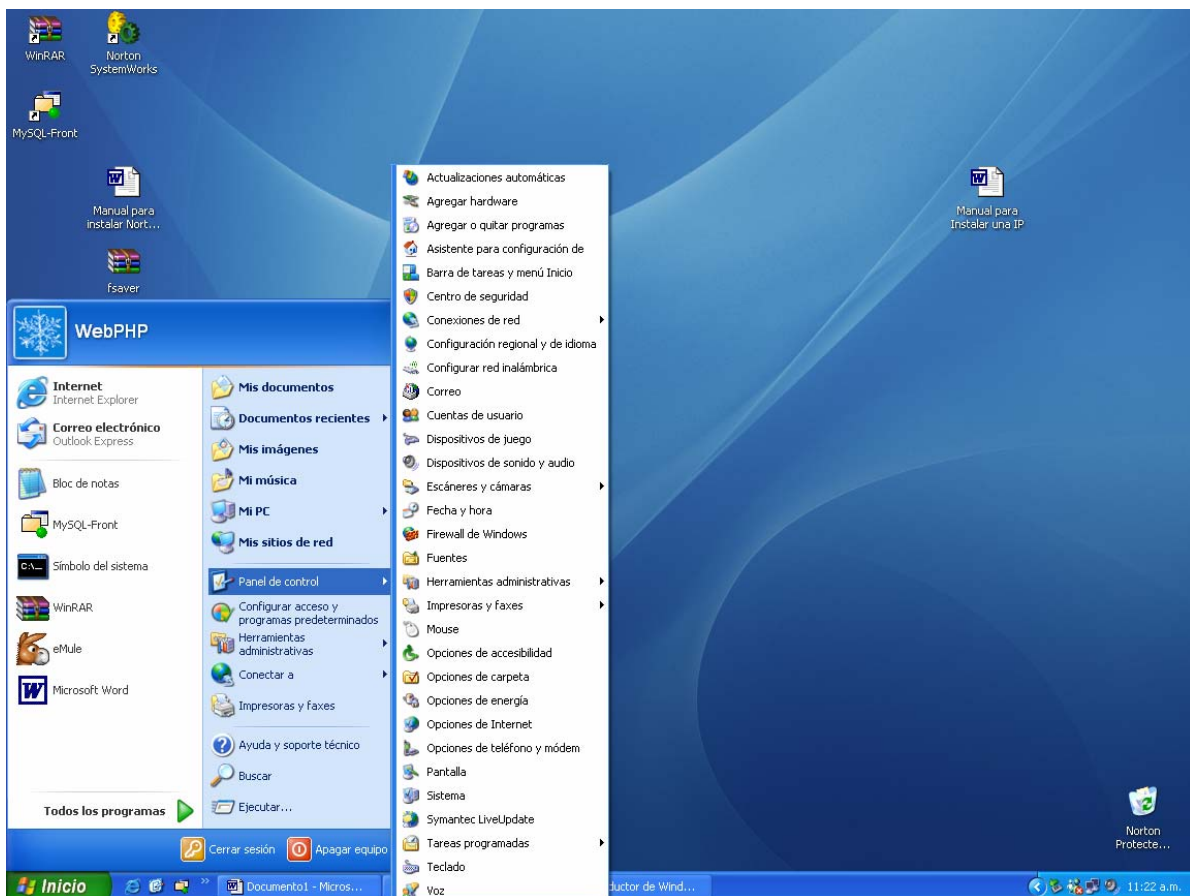 WinRAR
Norton
SystemWorks
MySQL-Front
Manual para
instalar Nort...
fsaver
Manual para
Instalar una IP
WebPHP
Internet
Internet Explorer
Correo electrónico
Outlook Express
Bloc de notas
MySQL-Front
Símbolo del sistema
WinRAR
eMule
Microsoft Word
Todos los programas
Mis documentos
Documentos recientes
Mis imágenes
Mi música
Mi PC
Mis sitios de red
Panel de control
Configurar acceso y
programas predeterminados
Herramientas
administrativas
Conectar a
Impresoras y faxes
Ayuda y soporte técnico
Buscar
Ejecutar...
Cerrar sesión
Apagar equipo
Actualizaciones automáticas
Agregar hardware
Agregar o quitar programas
Asistente para configuración de
Barra de tareas y menú Inicio
Centro de seguridad
Conexiones de red
Configuración regional y de idioma
Configurar red inalámbrica
Correo
Cuentas de usuario
Dispositivos de juego
Dispositivos de sonido y audio
Escáneres y cámaras
Fecha y hora
Firewall de Windows
Fuentes
Herramientas administrativas
Impresoras y faxes
Mouse
Opciones de accesibilidad
Opciones de carpeta
Opciones de energía
Opciones de Internet
Opciones de teléfono y módem
Pantalla
Sistema
Symantec LiveUpdate
Tareas programadas
Teclado
Voz
Norton
Protecte...
Inicio
Documento1 - Micros...
ductor de Wind...
11:22 a.m.